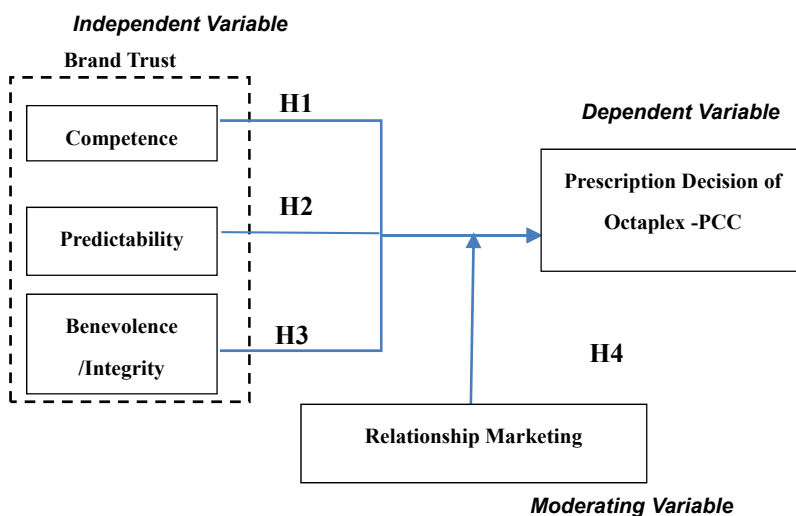 Independent Variable
Brand Trust
H1
Competence
Dependent Variable
Prescription Decision of
Octaplex -PCC
H2
Predictability
Benevolence
/Integrity
H3
H4
Relationship Marketing
Moderating Variable